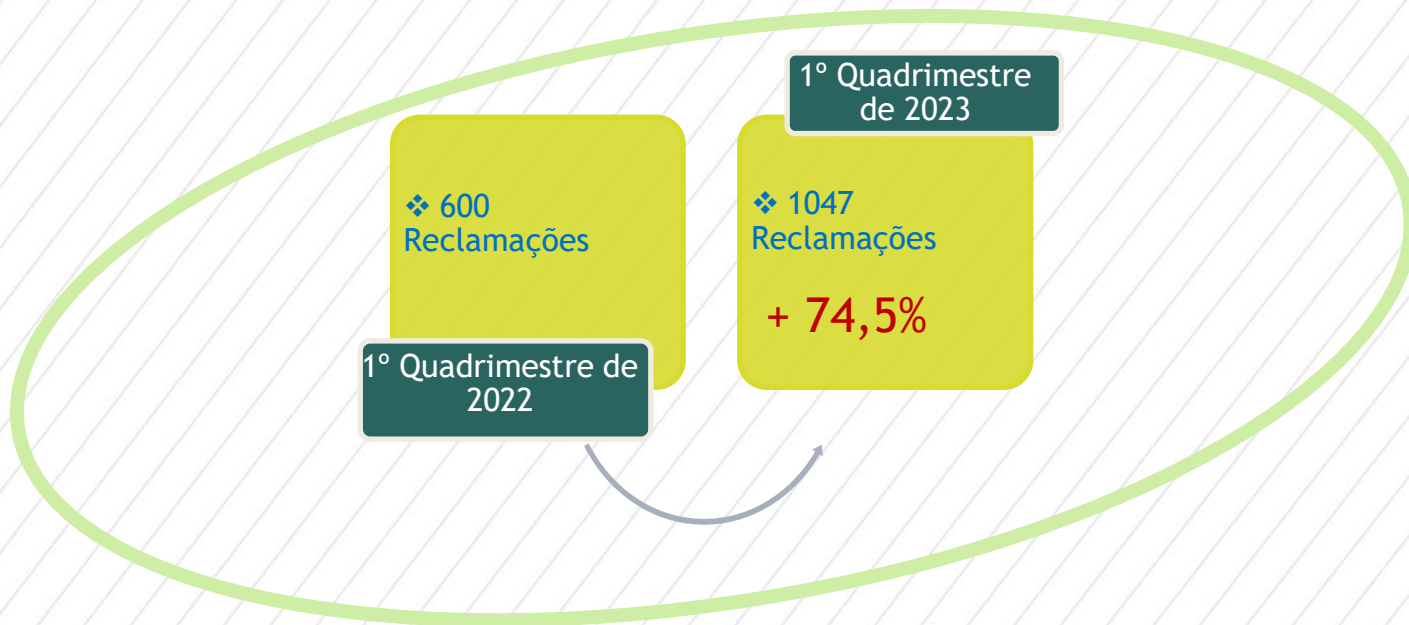 ❖ 600
Reclamações
1º Quadrimestre de
2022
1º Quadrimestre
de 2023
❖ 1047
Reclamações
+ 74,5%